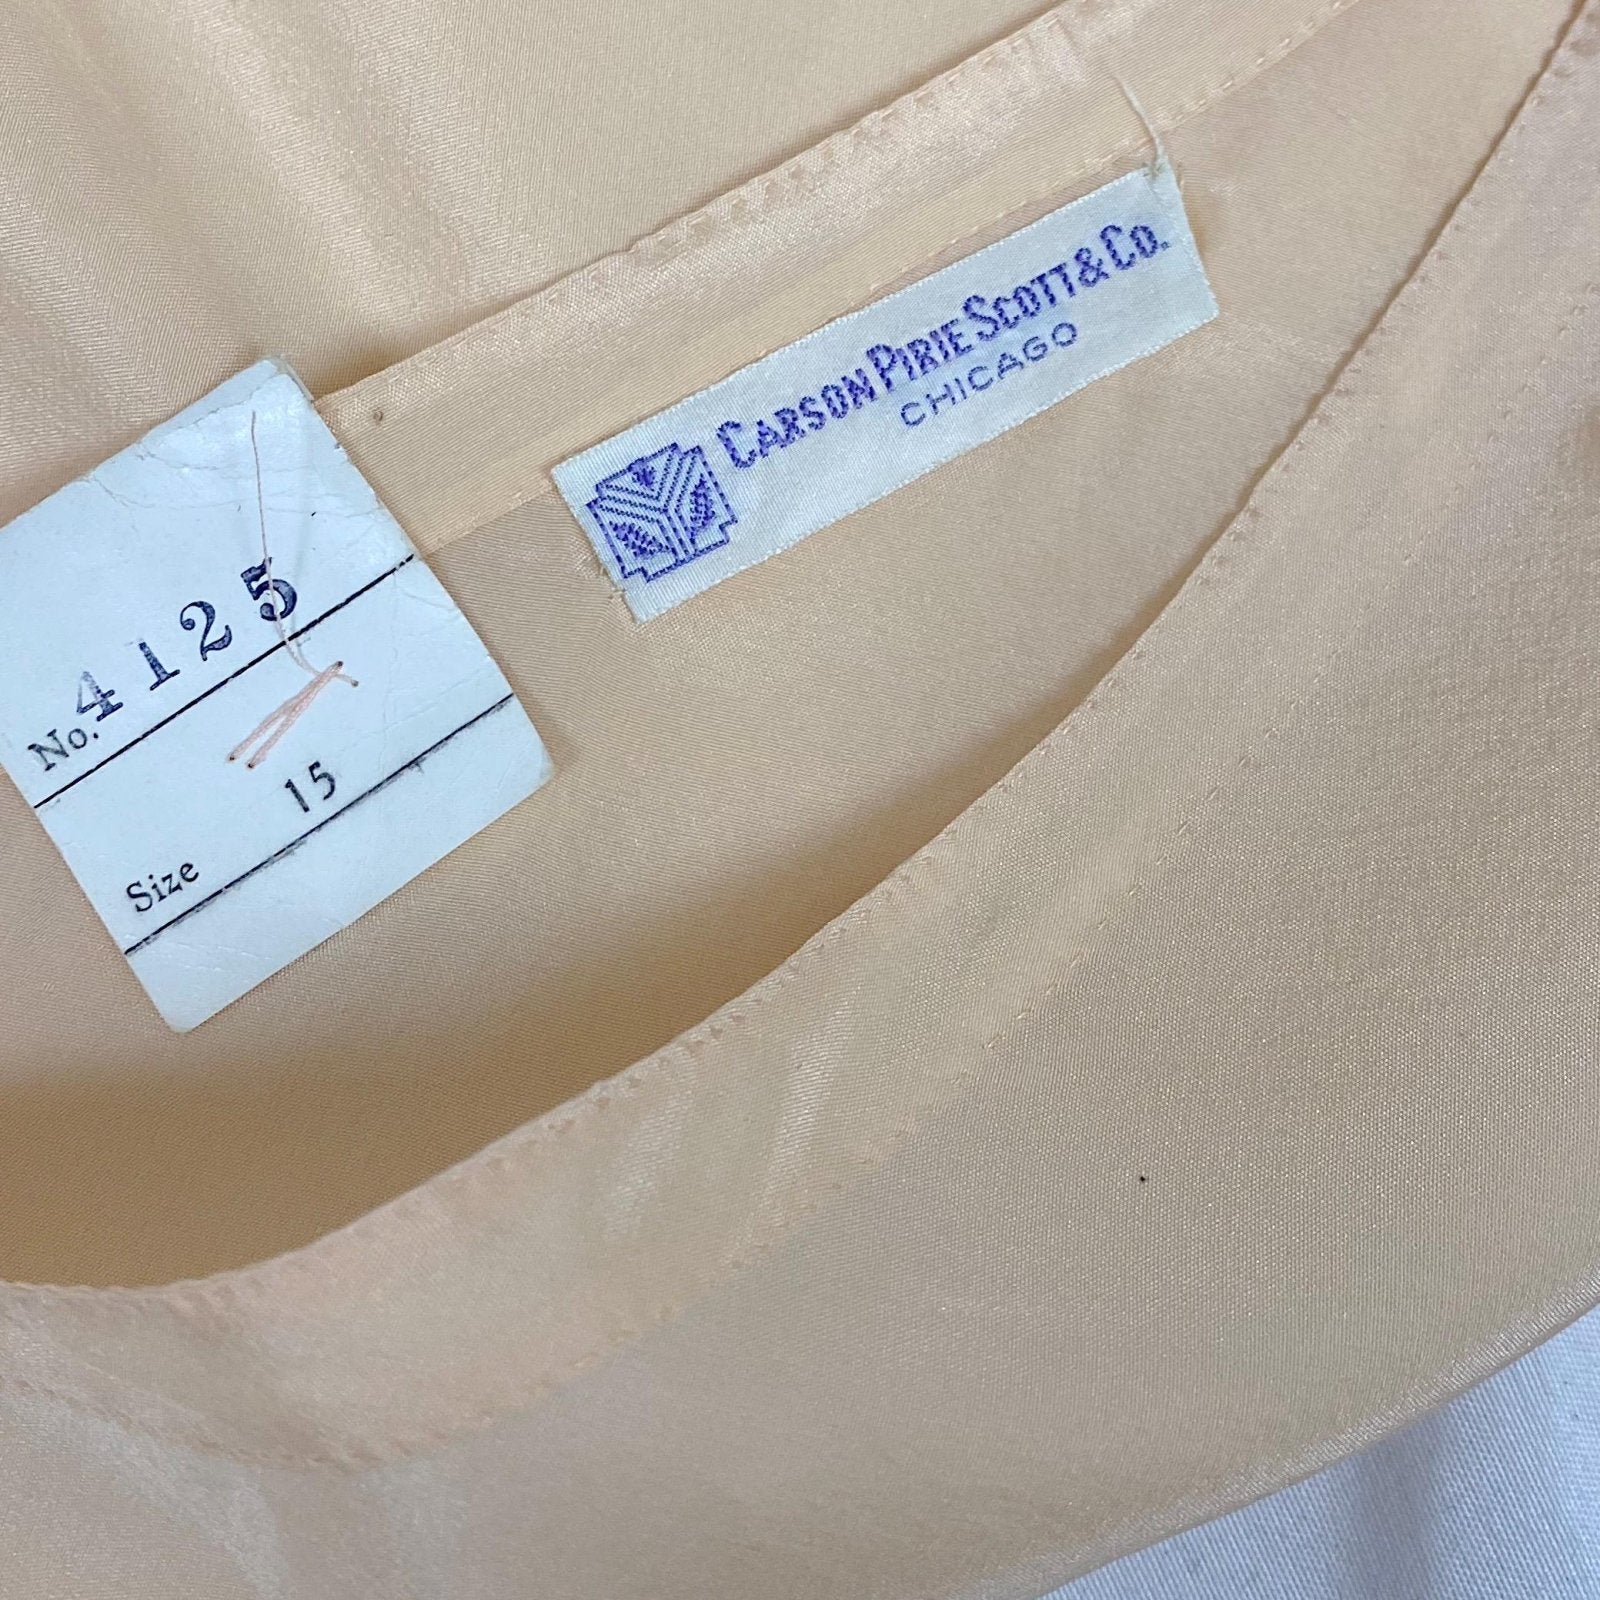 No. 4125
Size 15
CARSON PIRIE SCOTT & CO.
CHICAGO